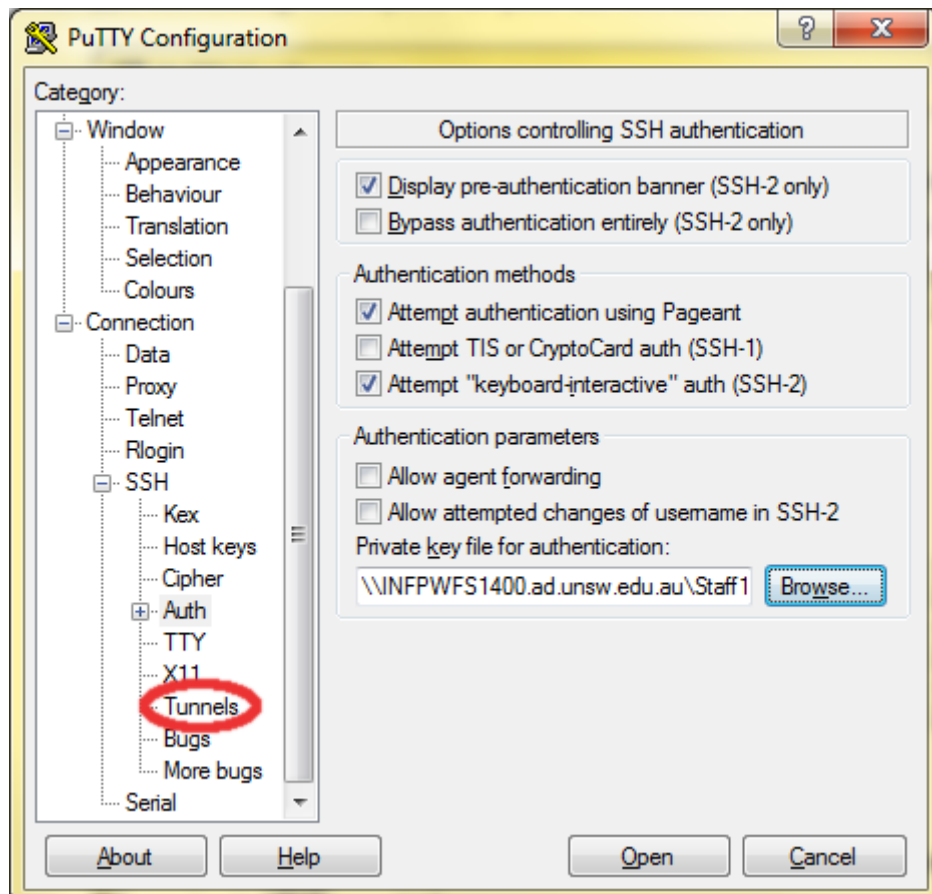 PuTTY Configuration
Category:
Window
Appearance
Behaviour
Translation
Selection
Colours
Connection
Data
Proxy
Telnet
Rlogin
SSH
Kex
Host keys
Cipher
Auth
TTY
X11
Tunnels
Bugs
More bugs
Serial
Options controlling SSH authentication
Display pre-authentication banner (SSH-2 only)
Bypass authentication entirely (SSH-2 only)
Authentication methods
Attempt authentication using Pageant
Attempt TIS or CryptoCard auth (SSH-1)
Attempt "keyboard-interactive" auth (SSH-2)
Authentication parameters
Allow agent forwarding
Allow attempted changes of username in SSH-2
Private key file for authentication:
\\INFPWFS1400.ad.unsw.edu.au\Staff1 Browse...
About Help Open Cancel